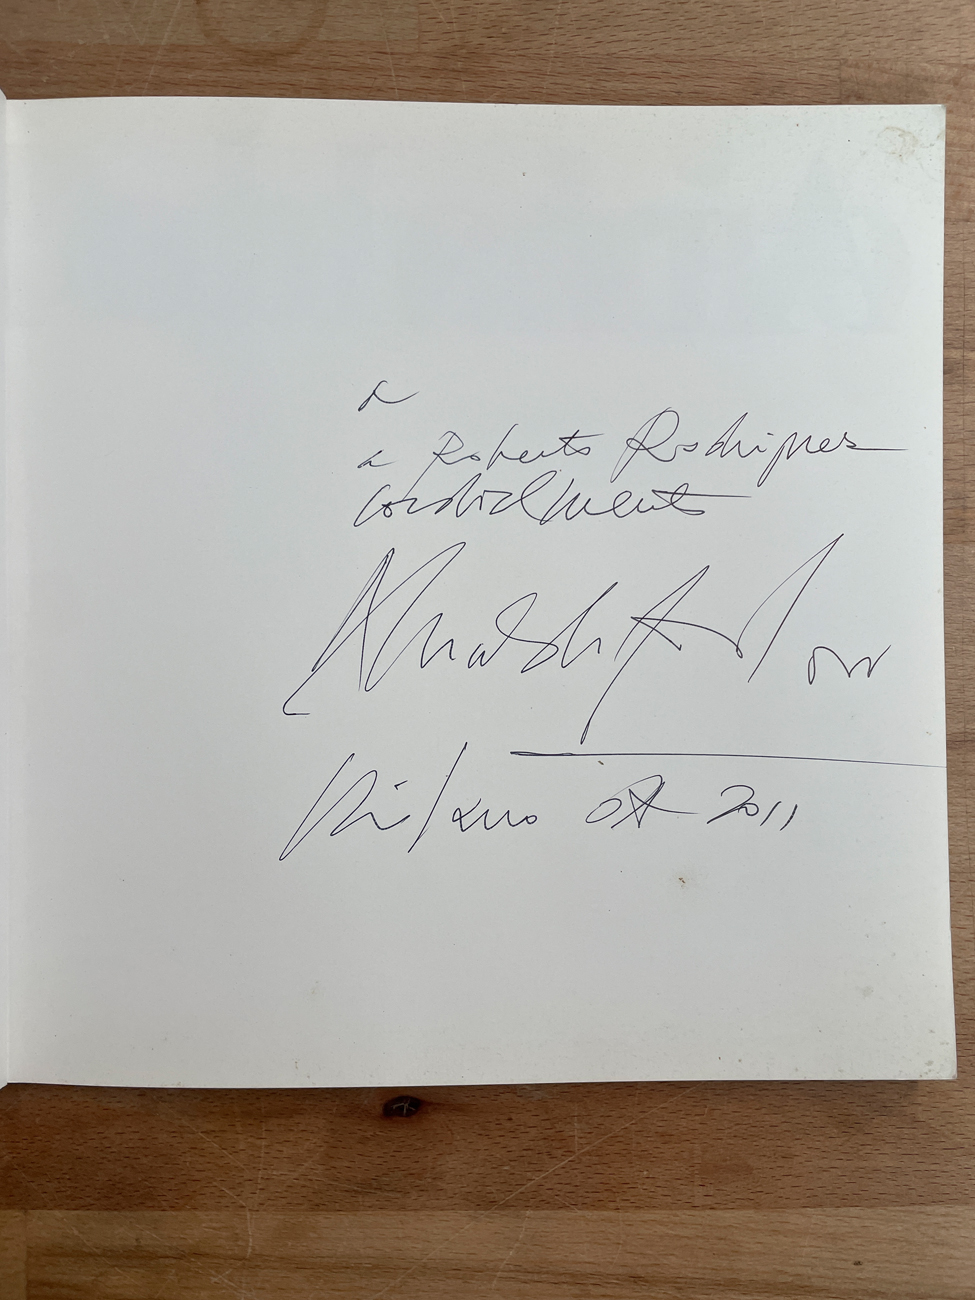 a
a Roberto Rodriguez
cordialmente
Milano ott 2011